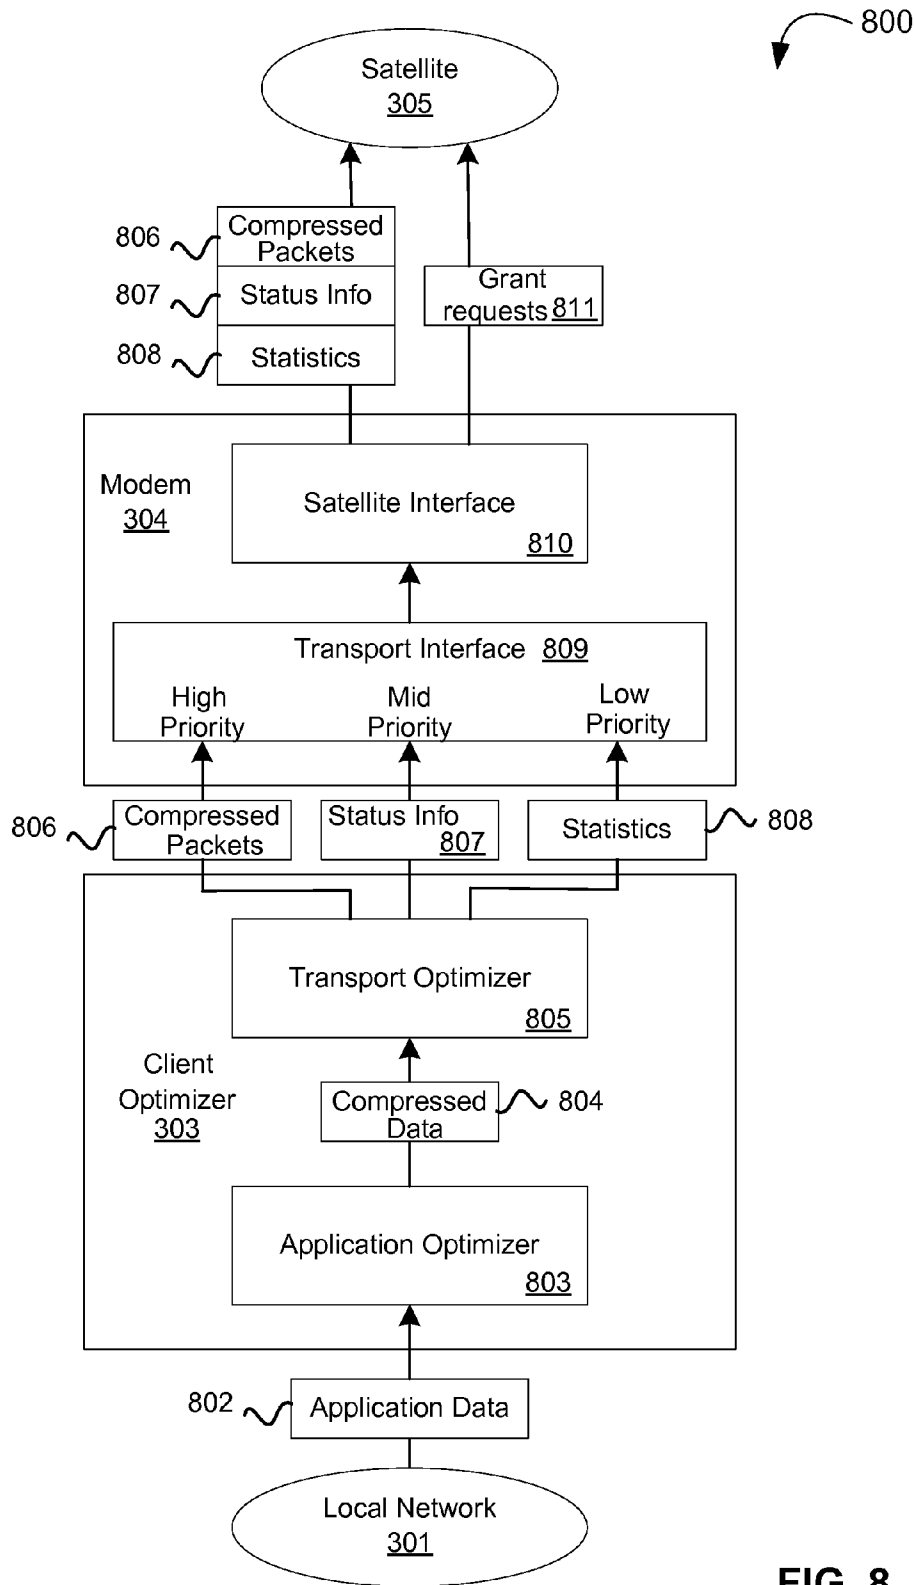 800
Satellite
305
806
Compressed
Packets
807
Status Info
808
Statistics
Grant
requests 811
Modem
304
Satellite Interface
810
Transport Interface 809
High
Priority
Mid
Priority
Low
Priority
806
Compressed
Packets
Status Info
807
Statistics
808
Transport Optimizer
805
Client
Optimizer
303
Compressed
Data
804
Application Optimizer
803
802
Application Data
Local Network
301
FIG. 8